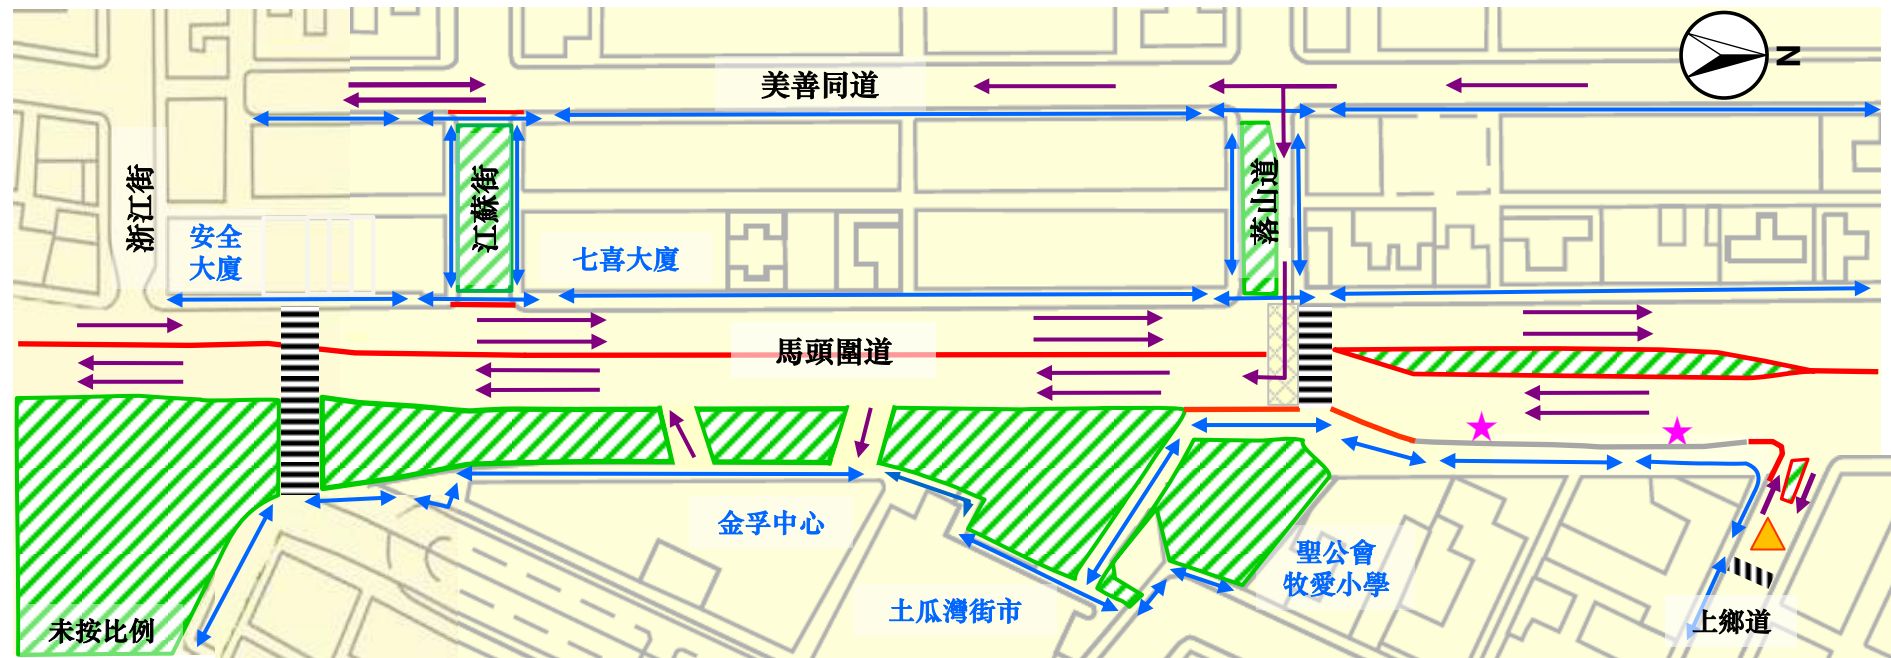 美善同道
N
浙江街
江蘇街
落山道
安全
大廈
七喜大廈
馬頭圍道
金孚中心
聖公會
牧愛小學
土瓜灣街市
上鄉道
未按比例